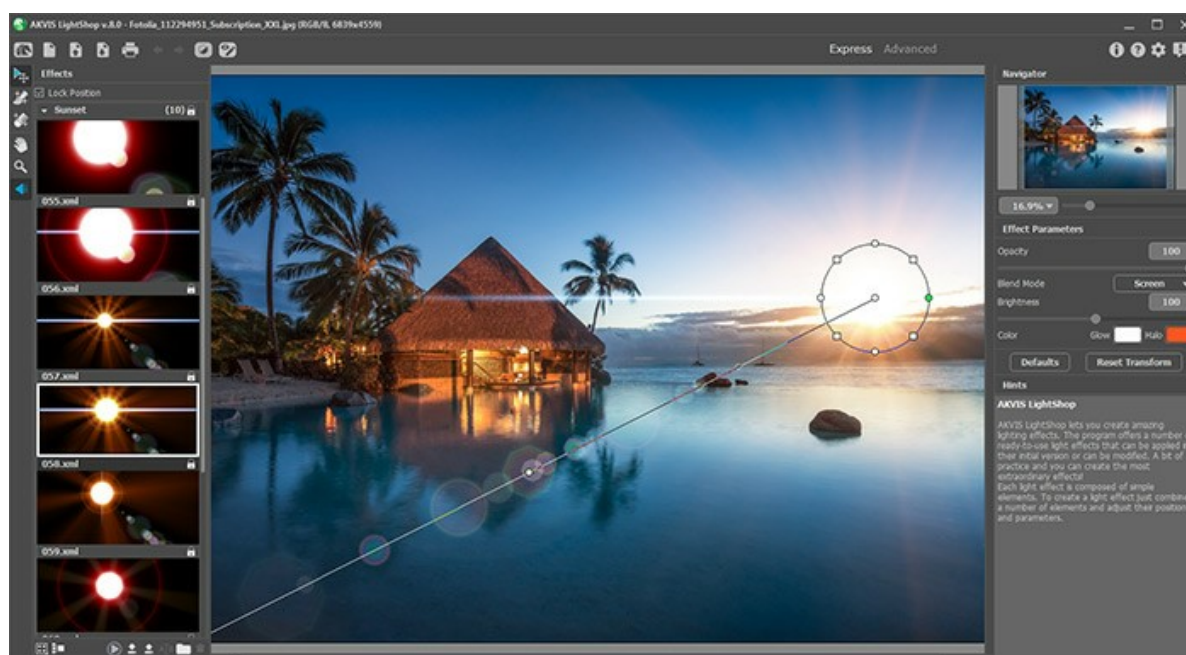 AKVIS LightShop v.8.0 - Fotolia_112294951_Subscription_XXL.jpg (RGB/8, 6839x4559)
Express Advanced
Effects
Lock Position
Sunset (10)
055.xml
056.xml
057.xml
058.xml
059.xml
Navigator
16.9%
Effect Parameters
Opacity 100
Blend Mode Screen
Brightness 100
Color Glow Halo
Defaults Reset Transform
Hints
AKVIS LightShop
AKVIS LightShop lets you create amazing
lighting effects. The program offers a number
ready-to-use light effects that can be applied
their initial version or can be modified. A bit of
practice and you can create the most
extraordinary effects!
Each light effect is composed of simple
elements. To create a light effect just
a number of elements and adjust their position
and parameters.